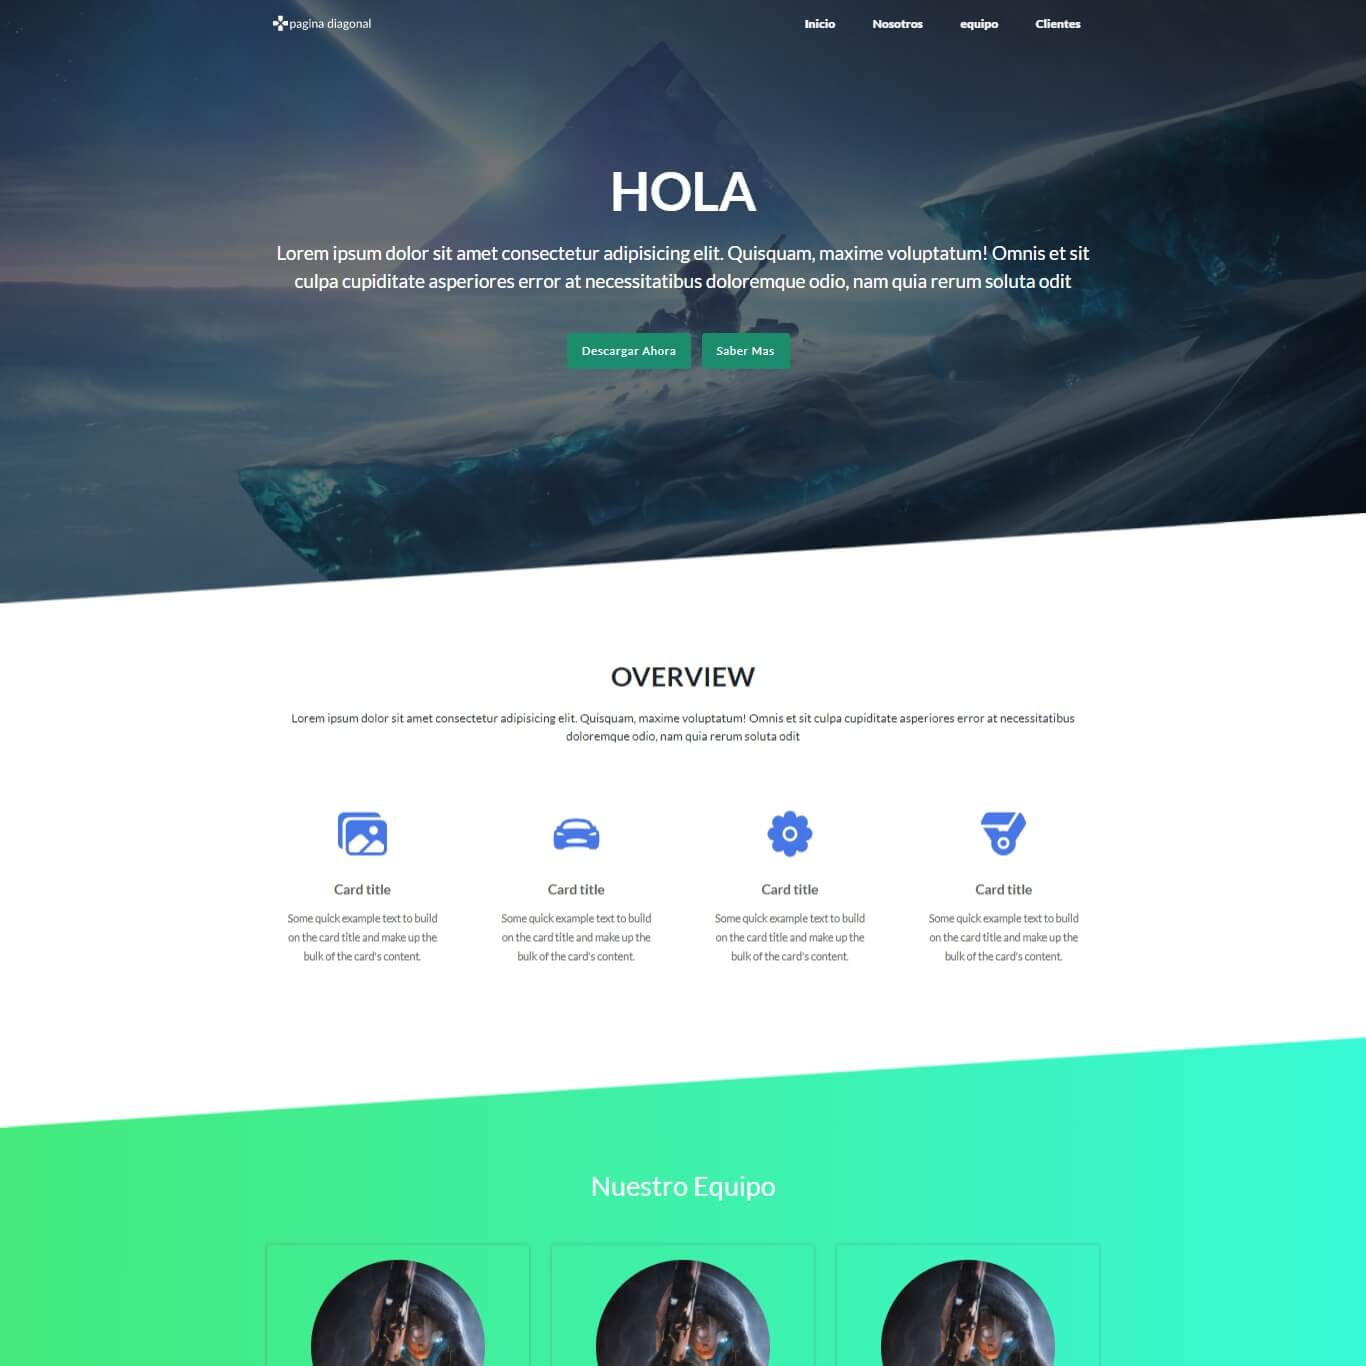 pagina diagonal
Inicio
Nosotros
equipo
Clientes
HOLA
Lorem ipsum dolor sit amet consectetur adipisicing elit. Quisquam, maxime voluptatum! Omnis et sit
culpa cupiditate asperiores error at necessitatibus doloremque odio, nam quia rerum soluta odit
Descargar Ahora
Saber Mas
OVERVIEW
Lorem ipsum dolor sit amet consectetur adipisicing elit. Quisquam, maxime voluptatum! Omnis et sit culpa cupiditate asperiores error at necessitatibus
doloremque odio, nam quia rerum soluta odit
Card title
Some quick example text to build
on the card title and make up the
bulk of the card's content.
Card title
Some quick example text to build
on the card title and make up the
bulk of the card's content.
Card title
Some quick example text to build
on the card title and make up the
bulk of the card's content.
Card title
Some quick example text to build
on the card title and make up the
bulk of the card's content.
Nuestro Equipo